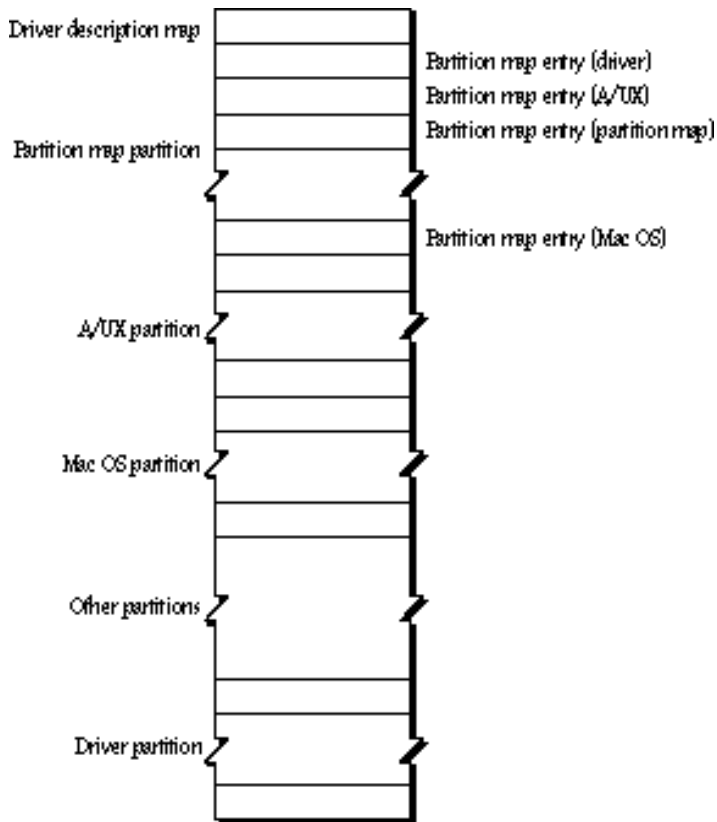 Driver description map
Partition map entry (driver)
Partition map entry (A/UX)
Partition map entry (partition map)
Partition map partition
Partition map entry (Mac OS)
A/UX partition
Mac OS partition
Other partitions
Driver partition